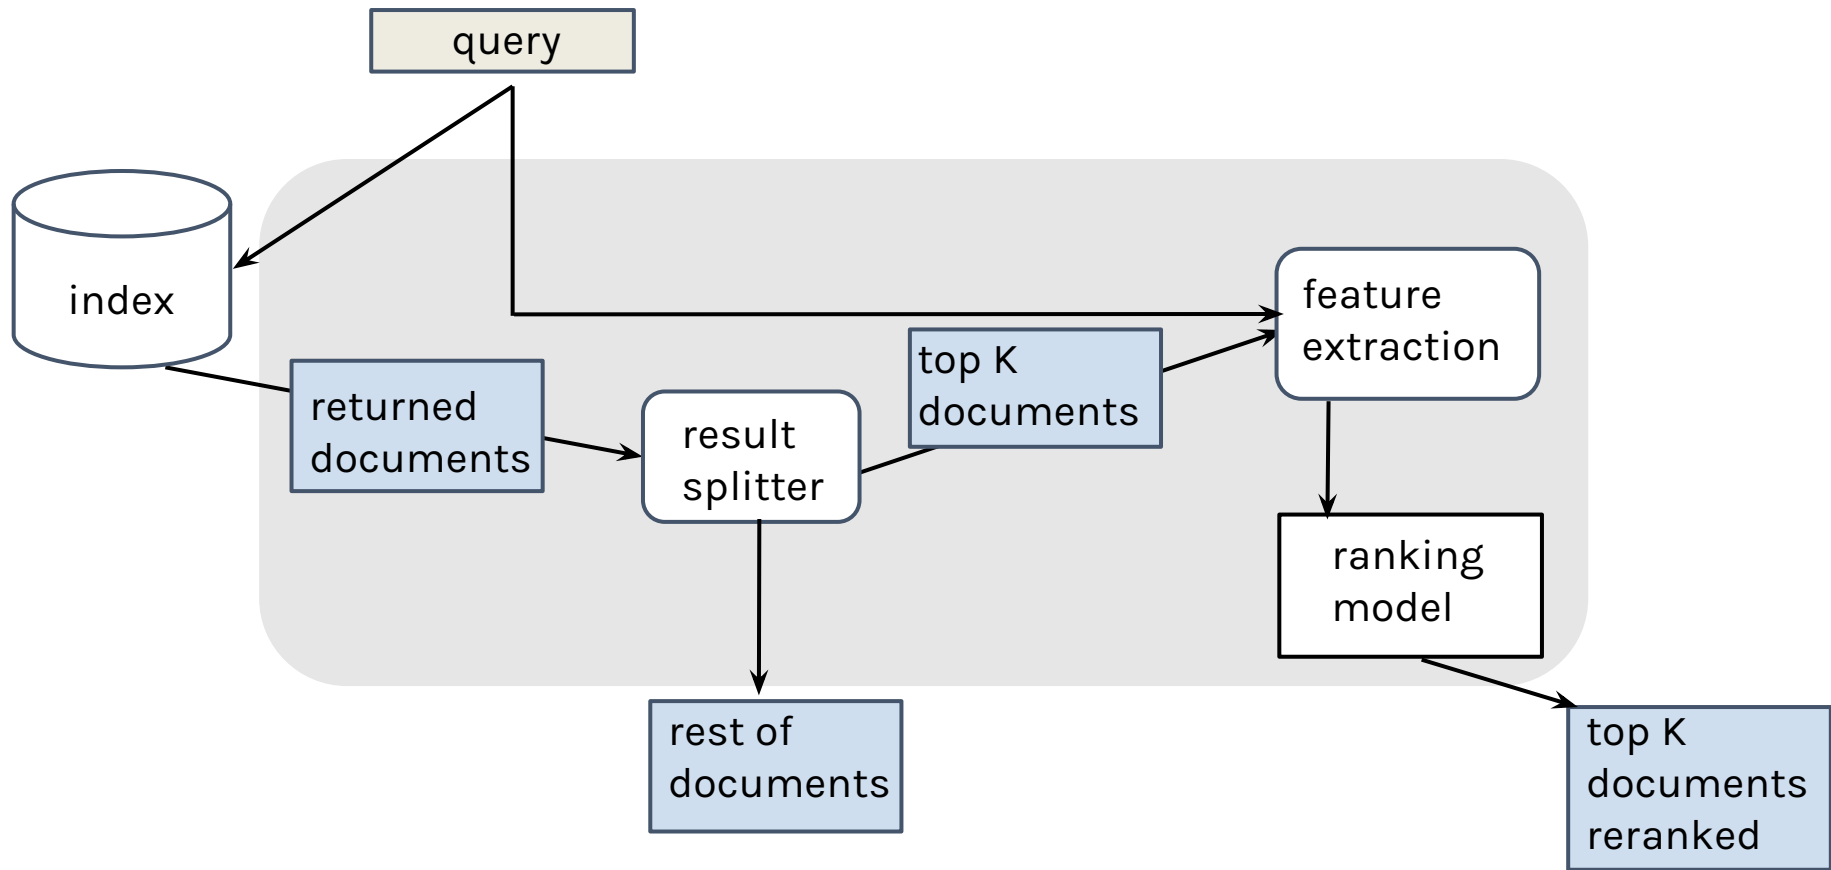 query
index
feature
extraction
top K
documents
returned
documents
result
splitter
ranking
model
rest of
documents
top K
documents
reranked